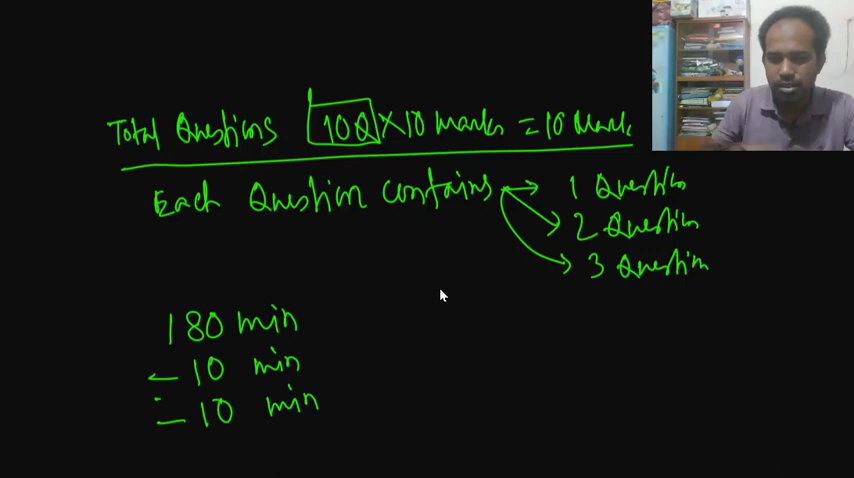 Total Questions 10Q × 10 marks = 10 Mark
Each Question contains → 1 Question
2 Question
3 Question
180 min
- 10 min
- 10 min